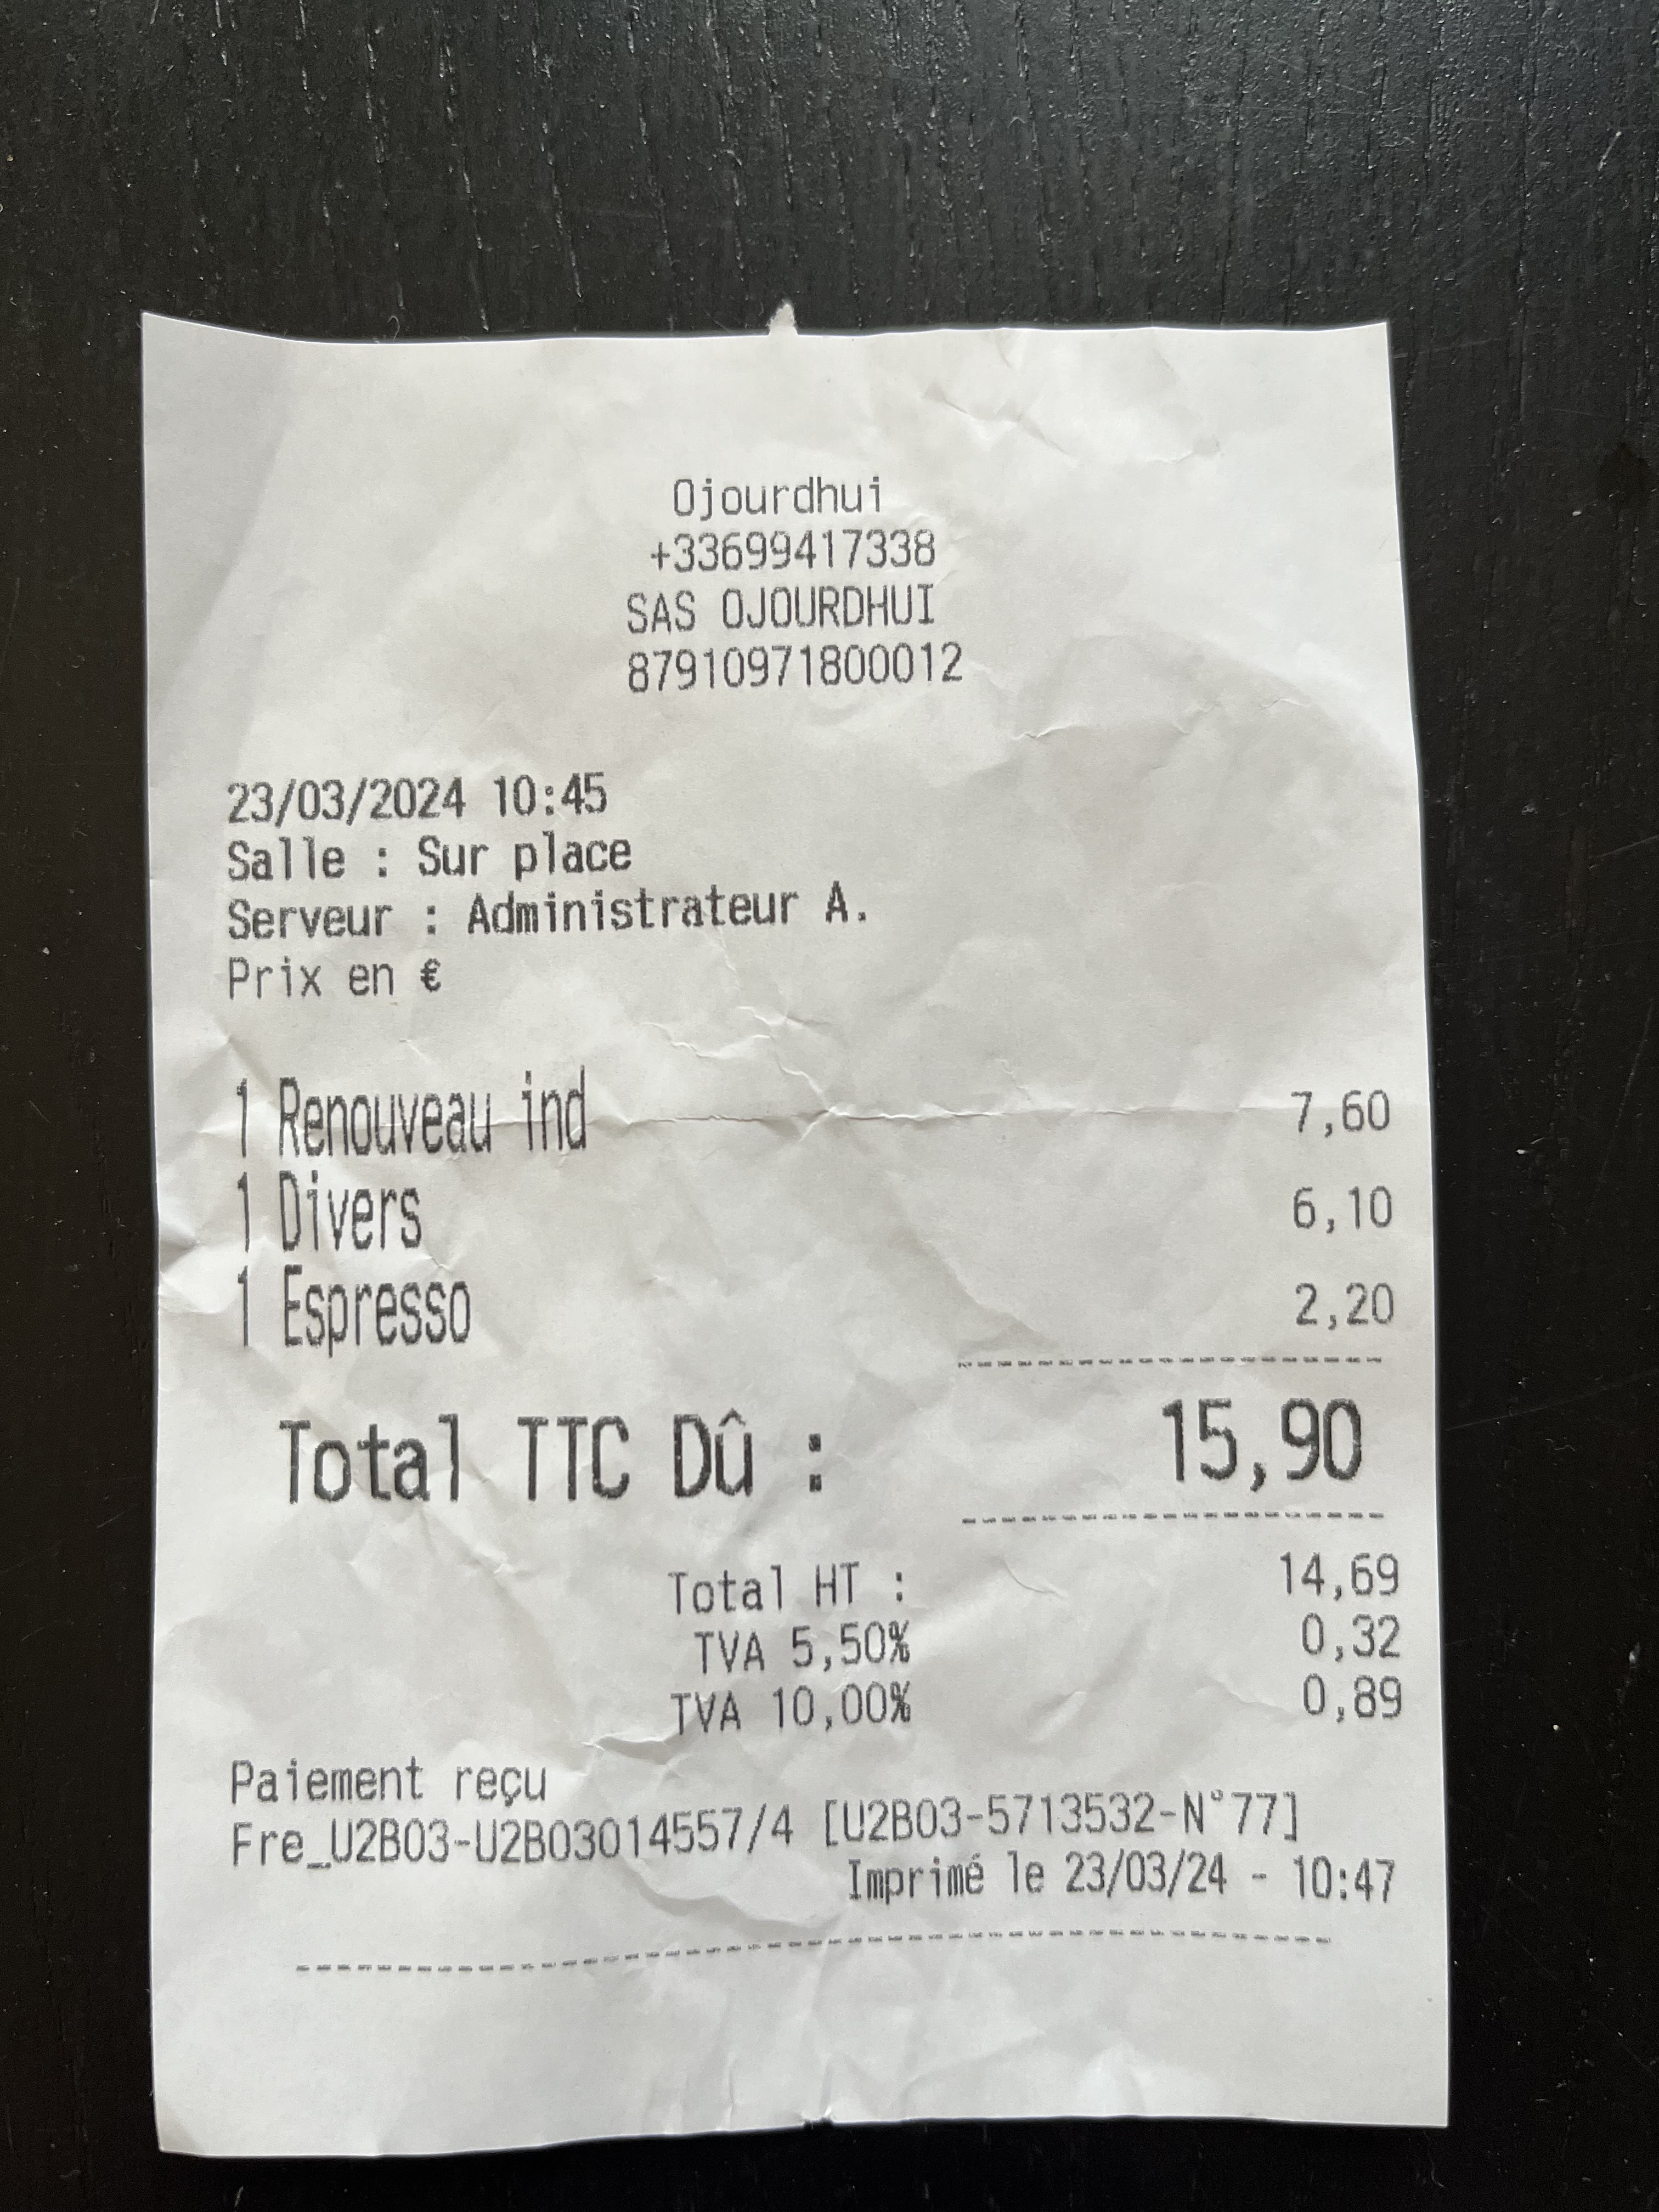 Ojourdhui
+33699417338
SAS OJOURDHUI
87910971800012
23/03/2024 10:45
Salle : Sur place
Serveur : Administrateur A.
Prix en €
1 Renouveau ind 7,60
1 Divers 6,10
1 Espresso 2,20
Total TTC Dû : 15,90
Total HT : 14,69
TVA 5,50% 0,32
TVA 10,00% 0,89
Paiement reçu
Fre_U2B03-U2B03014557/4 [U2B03-5713532-N°77]
Imprimé le 23/03/24 - 10:47